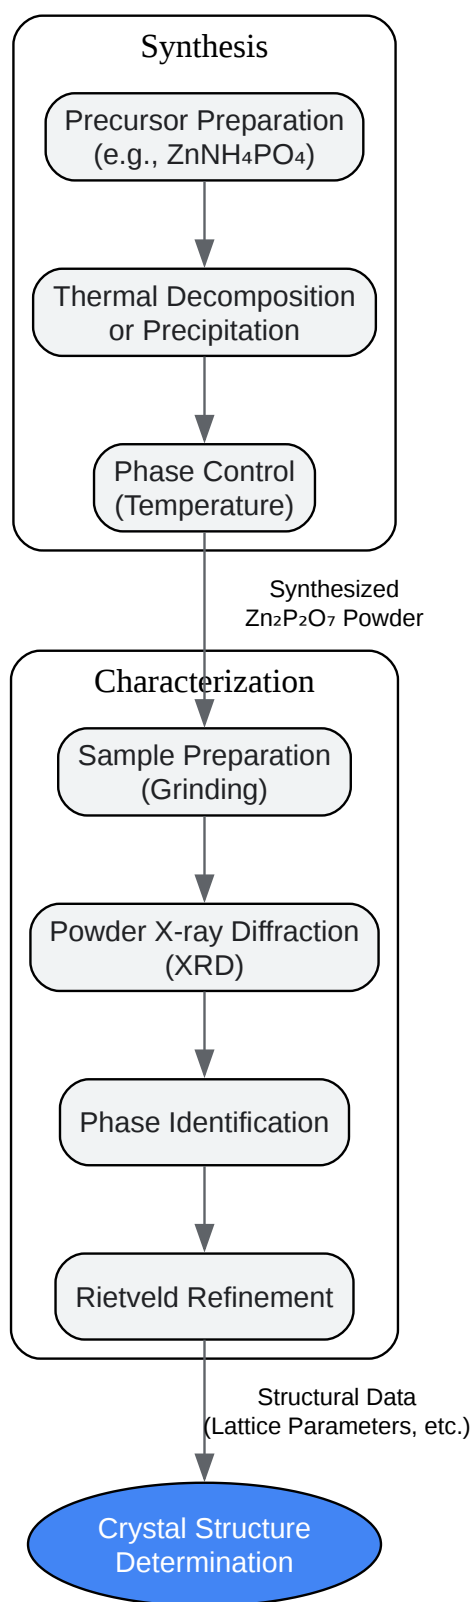 Synthesis
Precursor Preparation
(e.g., ZnNH₄PO₄)
Thermal Decomposition
or Precipitation
Phase Control
(Temperature)
Synthesized
Zn₂P₂O₇ Powder
Characterization
Sample Preparation
(Grinding)
Powder X-ray Diffraction
(XRD)
Phase Identification
Rietveld Refinement
Structural Data
(Lattice Parameters, etc.)
Crystal Structure
Determination